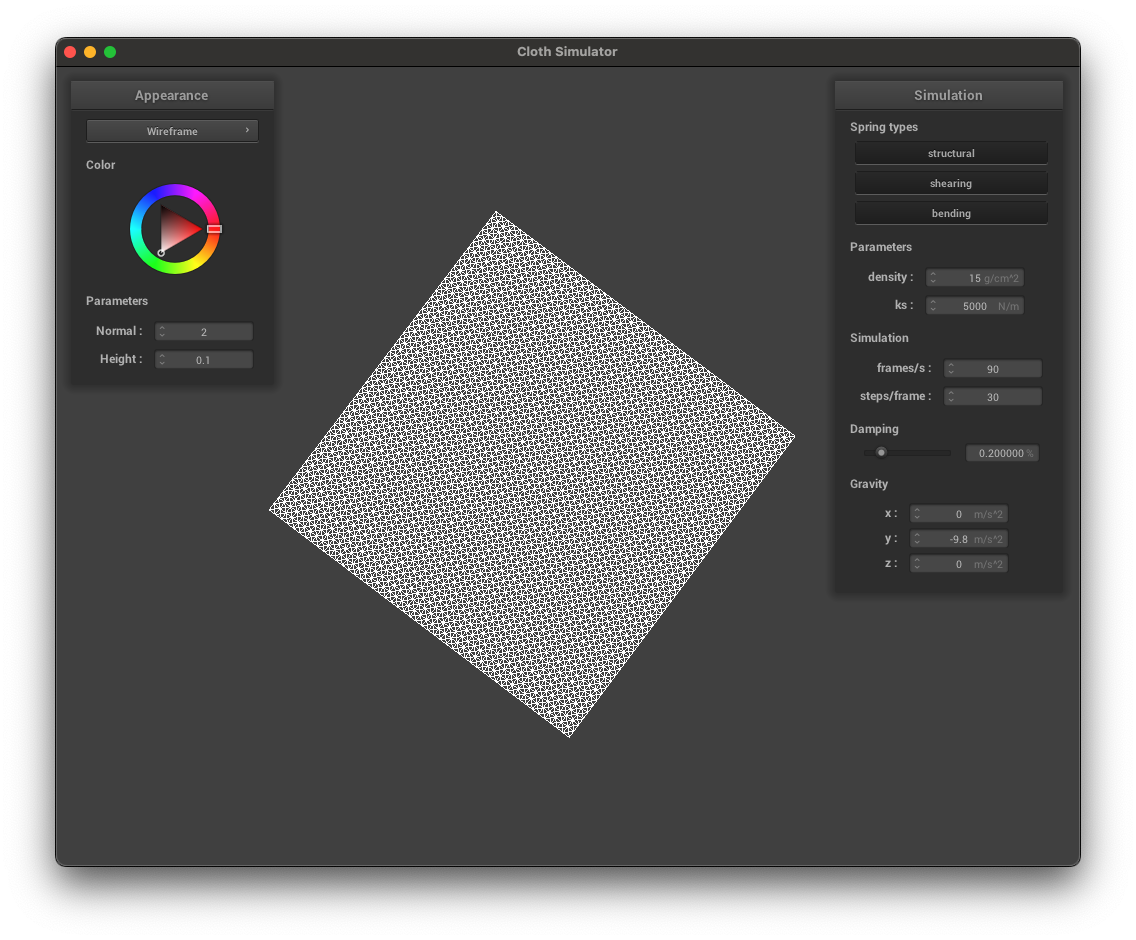 Cloth Simulator
Appearance
Wireframe
Color
Parameters
Normal : 2
Height : 0.1
Simulation
Spring types
structural
shearing
bending
Parameters
density : 15 g/cm^2
ks : 5000 N/m
Simulation
frames/s : 90
steps/frame : 30
Damping
0.200000 %
Gravity
x : 0 m/s^2
y : -9.8 m/s^2
z : 0 m/s^2